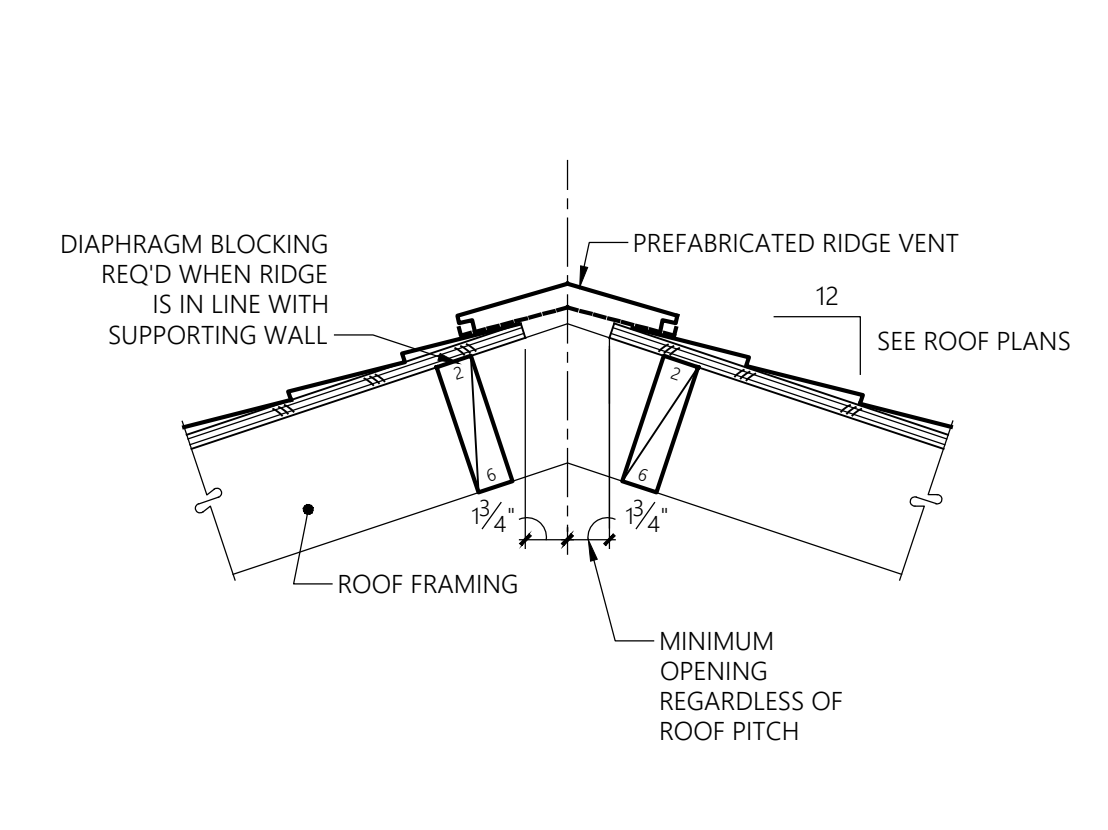 DIAPHRAGM BLOCKING
REQ'D WHEN RIDGE
IS IN LINE WITH
SUPPORTING WALL
PREFABRICATED RIDGE VENT
12
SEE ROOF PLANS
2
6
2
6
1 3/4"
1 3/4"
ROOF FRAMING
MINIMUM
OPENING
REGARDLESS OF
ROOF PITCH